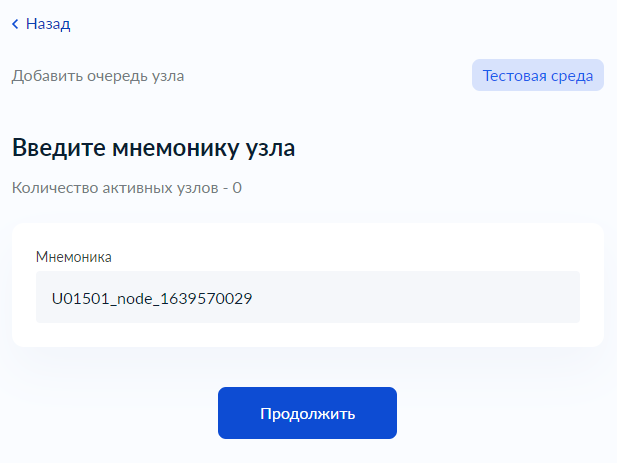 Назад
Добавить очередь узла
Тестовая среда
Введите мнемонику узла
Количество активных узлов - 0
Мнемоника
U01501_node_1639570029
Продолжить